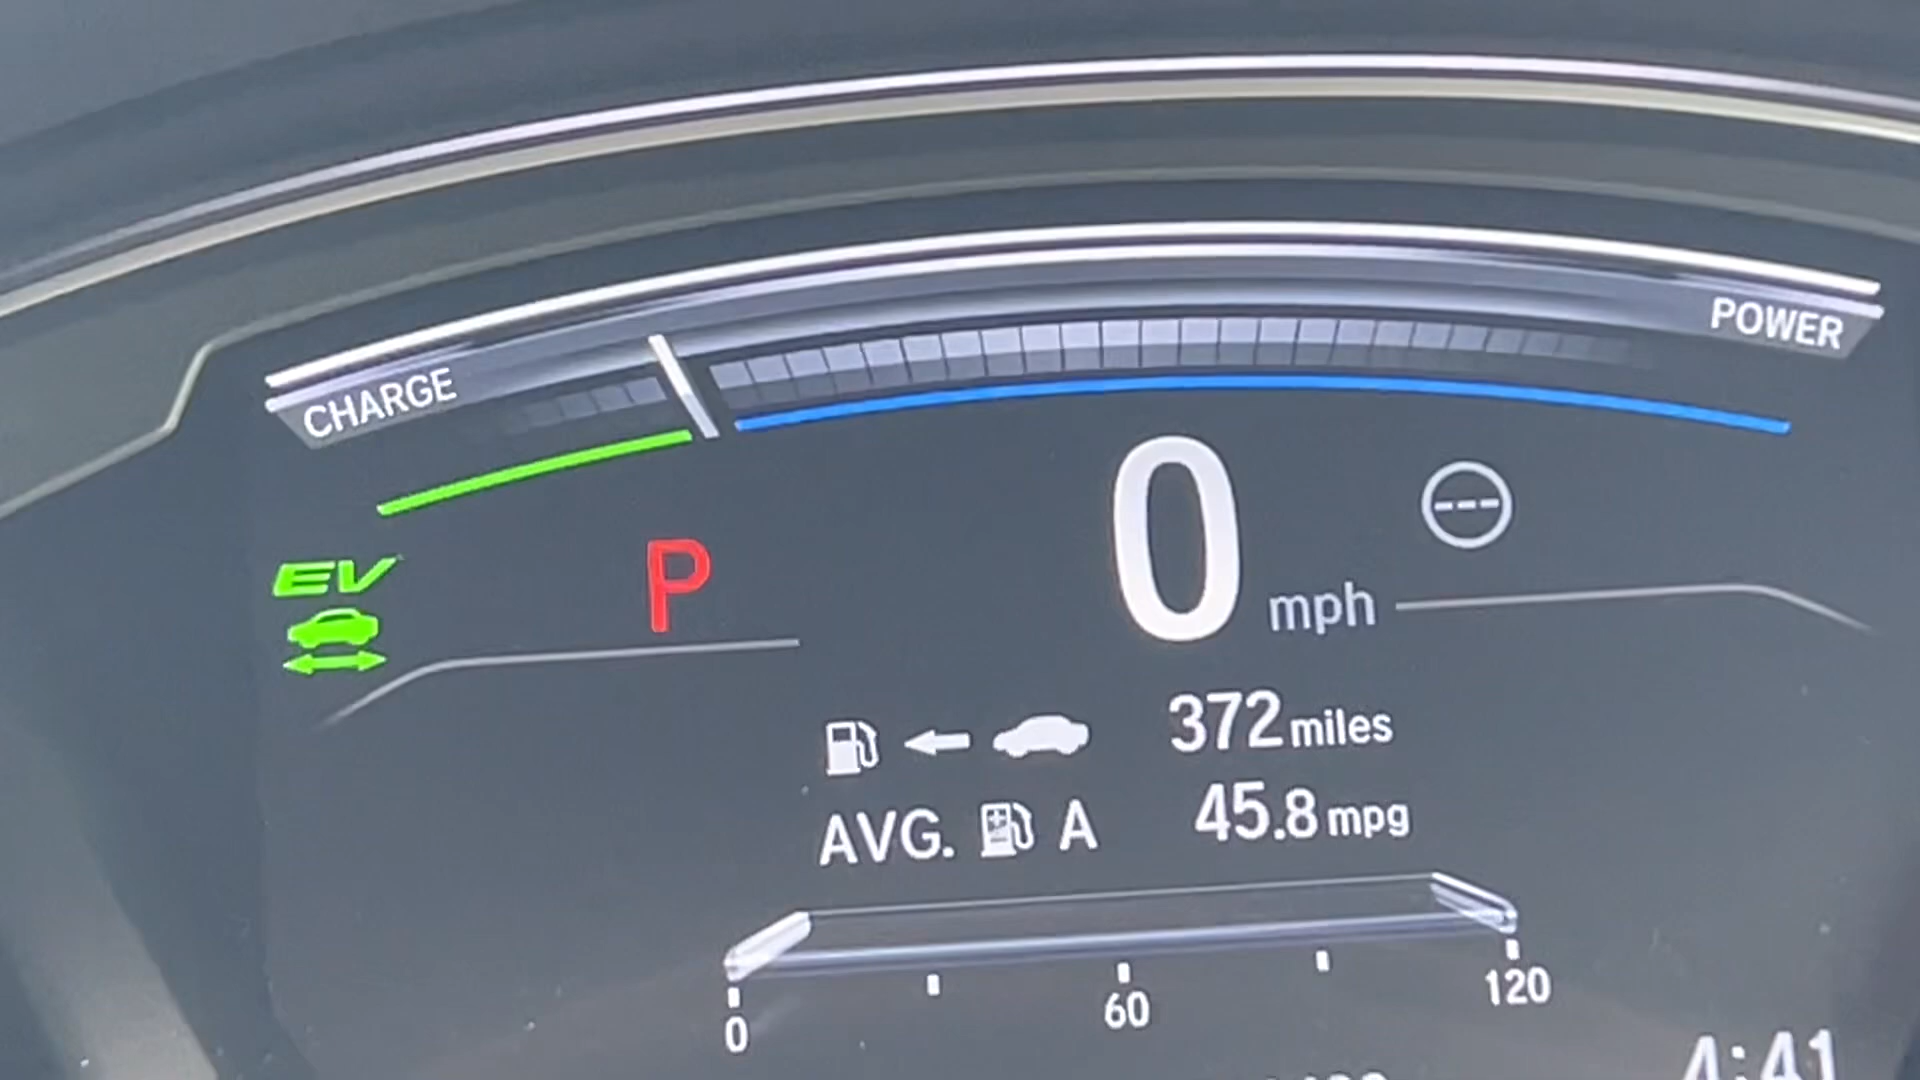 CHARGE
POWER
EV
P
0 mph
---
372 miles
AVG. A 45.8 mpg
0 60 120
4:41